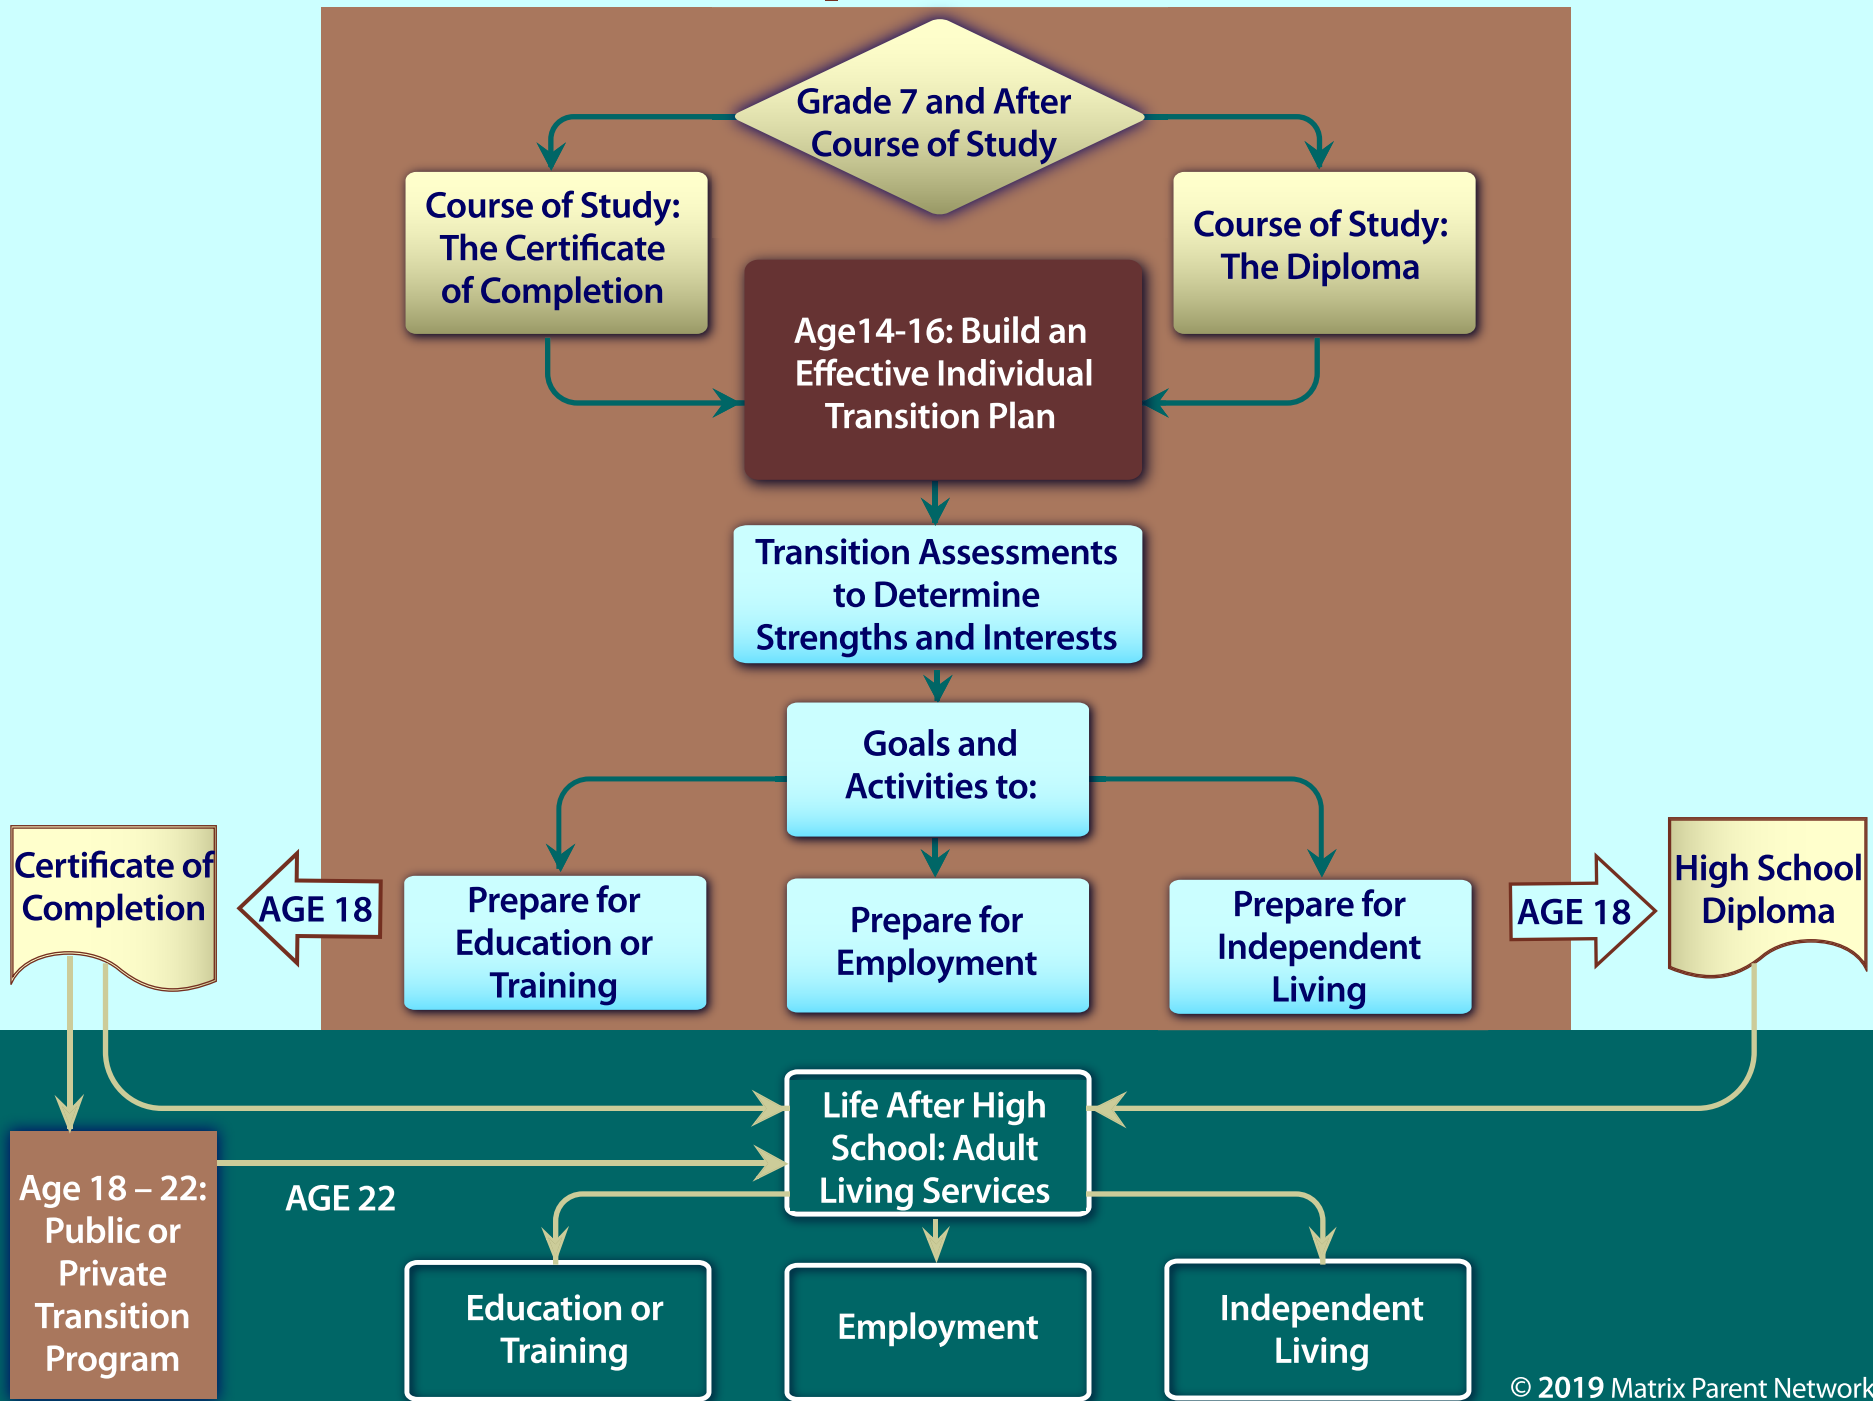 Grade 7 and After
Course of Study
Course of Study:
The Certificate
of Completion
Course of Study:
The Diploma
Age14-16: Build an
Effective Individual
Transition Plan
Transition Assessments
to Determine
Strengths and Interests
Goals and
Activities to:
Certificate of
Completion
AGE 18
Prepare for
Education or
Training
Prepare for
Employment
Prepare for
Independent
Living
AGE 18
High School
Diploma
Life After High
School: Adult
Living Services
Age 18 – 22:
Public or
Private
Transition
Program
AGE 22
Education or
Training
Employment
Independent
Living
© 2019 Matrix Parent Network